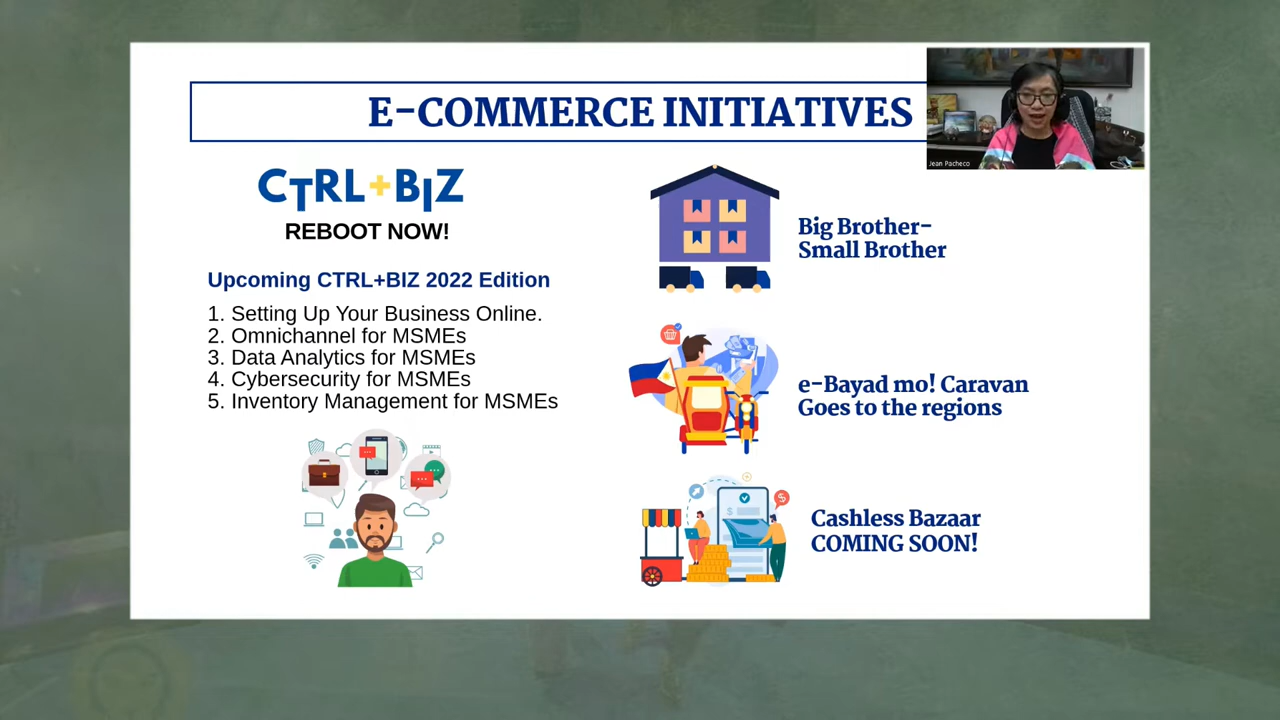 E-COMMERCE INITIATIVES
Jean Pacheco
CTRL+BIZ
REBOOT NOW!
Upcoming CTRL+BIZ 2022 Edition
1. Setting Up Your Business Online.
2. Omnichannel for MSMEs
3. Data Analytics for MSMEs
4. Cybersecurity for MSMEs
5. Inventory Management for MSMEs
Big Brother-
Small Brother
e-Bayad mo! Caravan
Goes to the regions
Cashless Bazaar
COMING SOON!